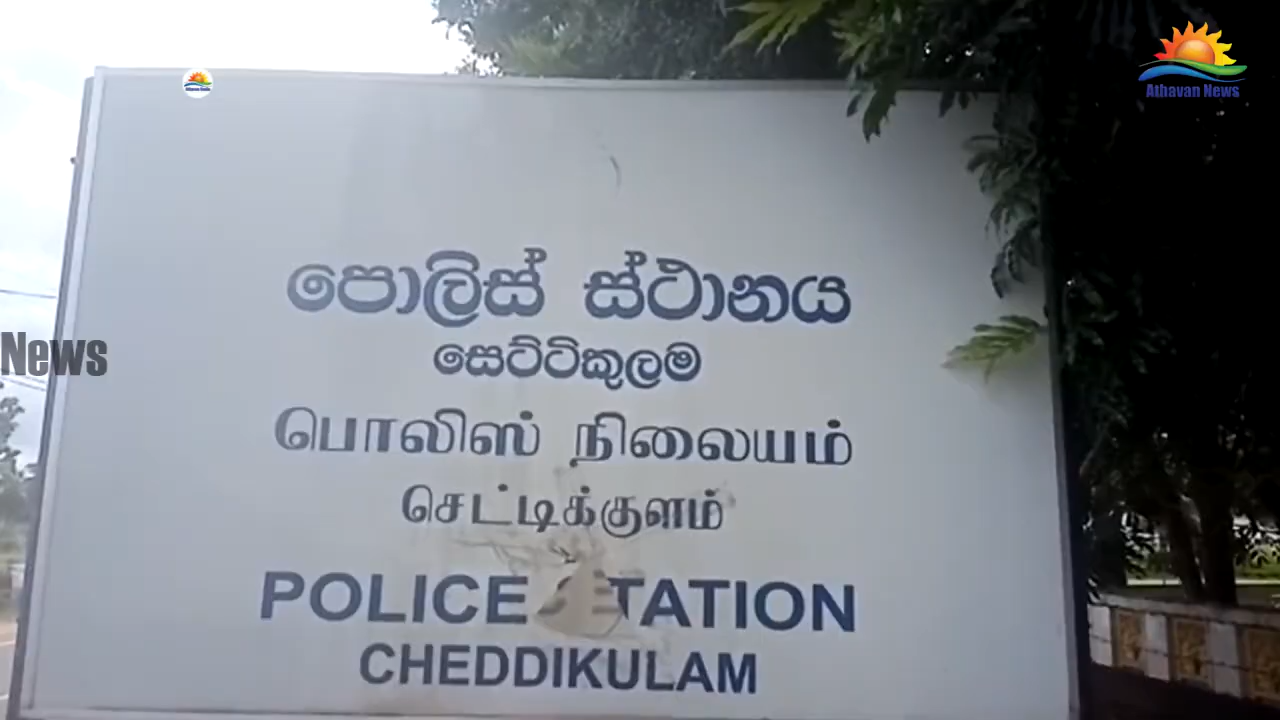 Athavan News
පොලිස් ස්ථානය
සෙට්ටිකුලම
News
பொலிஸ் நிலையம்
செட்டிக்குளம்
POLICE STATION
CHEDDIKULAM